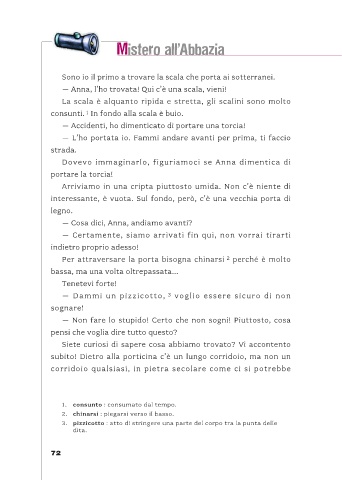 Mistero all'Abbazia
Sono io il primo a trovare la scala che porta ai sotterranei.
— Anna, l'ho trovata! Qui c'è una scala, vieni!
La scala è alquanto ripida e stretta, gli scalini sono molto
consunti. 1 In fondo alla scala è buio.
— Accidenti, ho dimenticato di portare una torcia!
— L'ho portata io. Fammi andare avanti per prima, ti faccio
strada.
Dovevo immaginarlo, figuriamoci se Anna dimentica di
portare la torcia!
Arriviamo in una cripta piuttosto umida. Non c'è niente di
interessante, è vuota. Sul fondo, però, c'è una vecchia porta di
legno.
— Cosa dici, Anna, andiamo avanti?
— Certamente, siamo arrivati fin qui, non vorrai tirarti
indietro proprio adesso!
Per attraversare la porta bisogna chinarsi 2 perché è molto
bassa, ma una volta oltrepassata...
Tenetevi forte!
— Dammi un pizzicotto, 3 voglio essere sicuro di non
sognare!
— Non fare lo stupido! Certo che non sogni! Piuttosto, cosa
pensi che voglia dire tutto questo?
Siete curiosi di sapere cosa abbiamo trovato? Vi accontento
subito! Dietro alla porticina c'è un lungo corridoio, ma non un
corridoio qualsiasi, in pietra secolare come ci si potrebbe
1. consunto : consumato dal tempo.
2. chinarsi : piegarsi verso il basso.
3. pizzicotto : atto di stringere una parte del corpo tra la punta delle
dita.
72